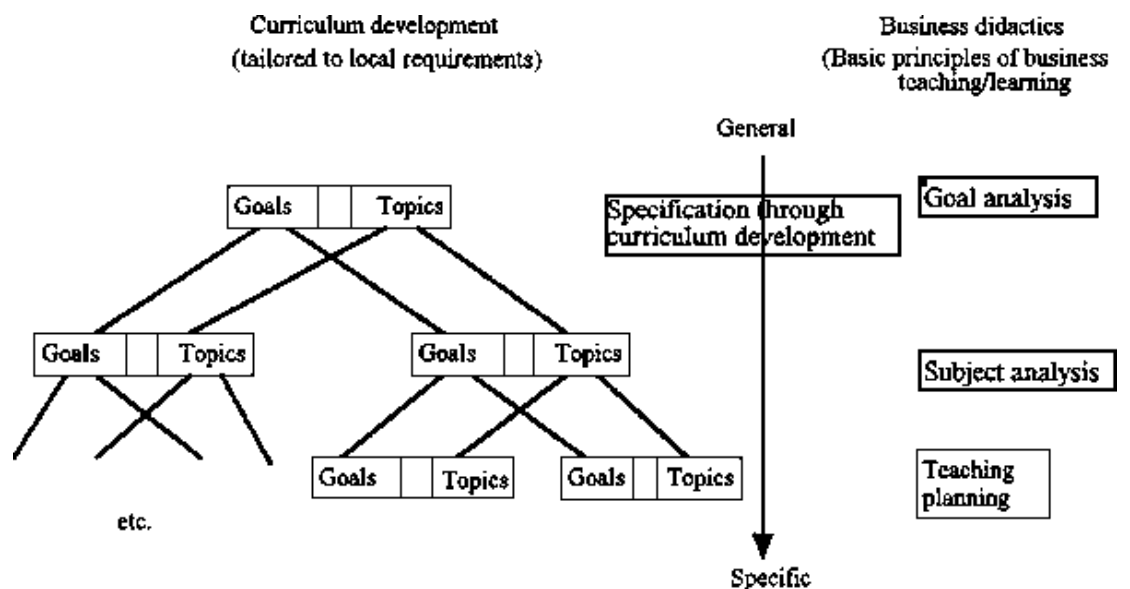 Curriculum development
(tailored to local requirements)
Business didactics
(Basic principles of business
teaching/learning
General
Goals Topics
Specification through
curriculum development
Goal analysis
Goals Topics
Goals Topics
Subject analysis
Goals Topics
Goals Topics
Teaching
planning
etc.
Specific